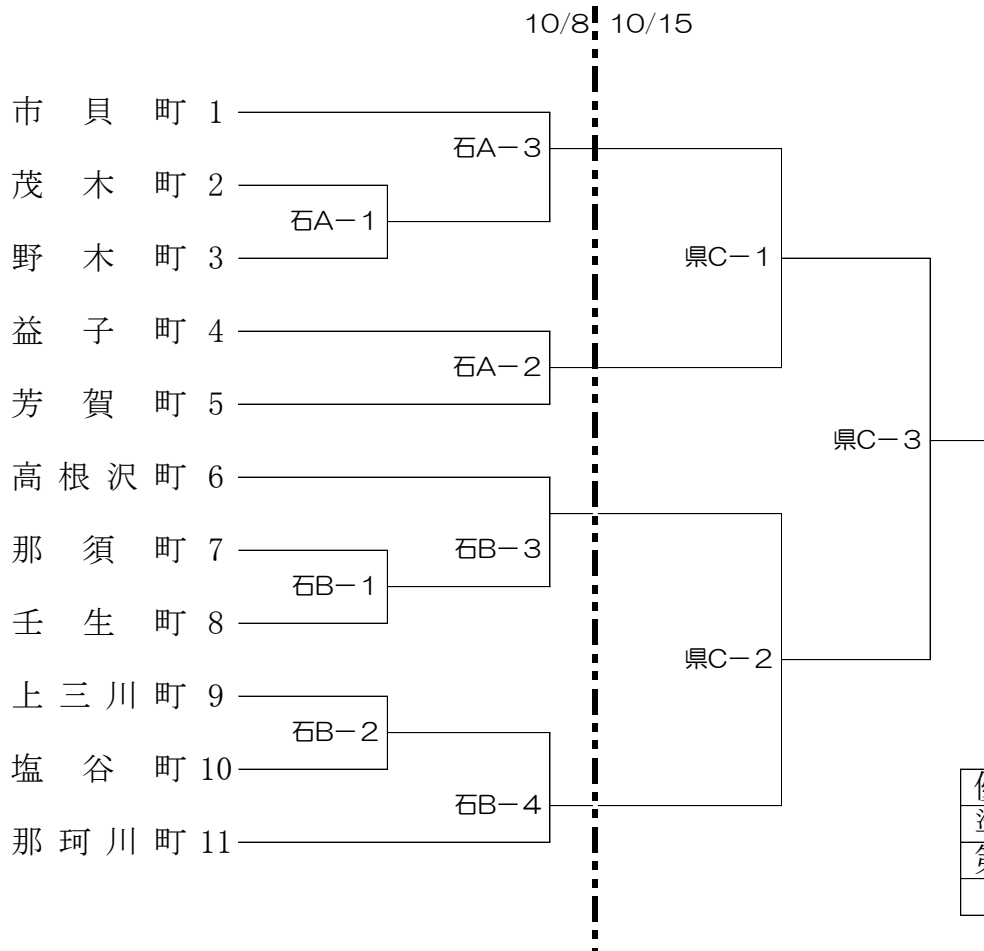 10/8 10/15
市貝町 1
石A-3
茂木町 2
石A-1
野木町 3
県C-1
益子町 4
石A-2
芳賀町 5
県C-3
高根沢町 6
那須町 7
石B-3
石B-1
壬生町 8
県C-2
上三川町 9
石B-2
塩谷町 10
石B-4
那珂川町 11